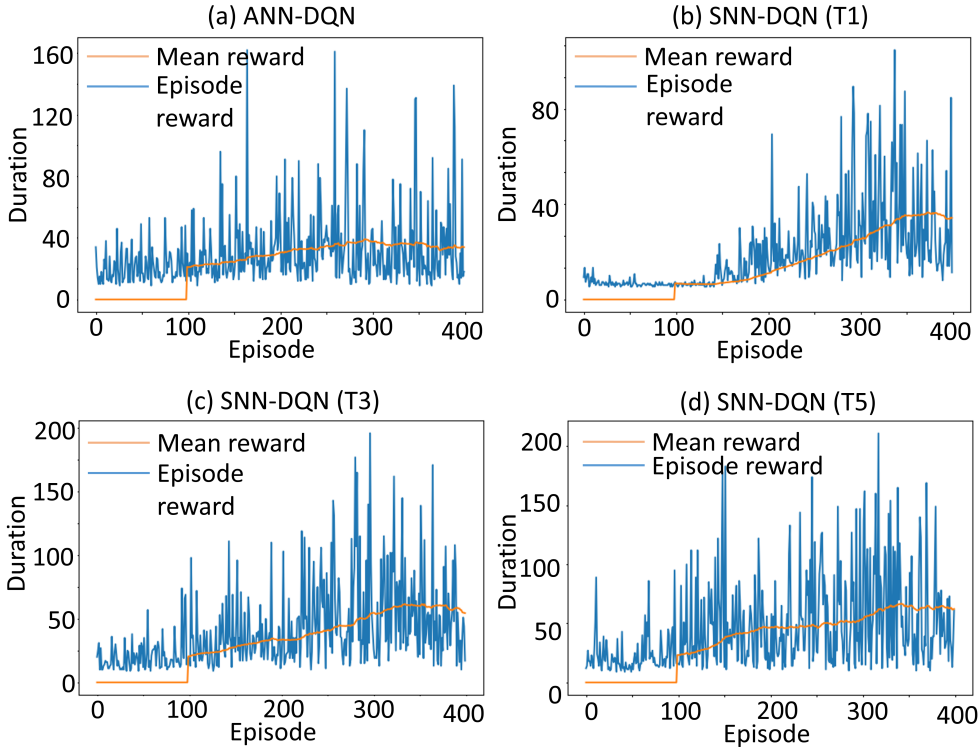 (a) ANN-DQN
160
120
80
40
0
Duration
Mean reward
Episode
reward
0
100
200
300
400
Episode
(b) SNN-DQN (T1)
80
40
0
Duration
Mean reward
Episode
reward
0
100
200
300
400
Episode
(c) SNN-DQN (T3)
200
150
100
50
0
Duration
Mean reward
Episode
reward
0
100
200
300
400
Episode
(d) SNN-DQN (T5)
200
150
100
50
0
Duration
Mean reward
Episode reward
0
100
200
300
400
Episode